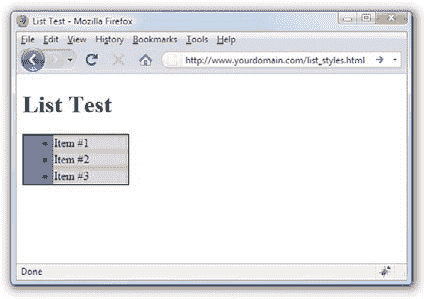 List Test - Mozilla Firefox
File Edit View History Bookmarks Tools Help
http://www.yourdomain.com/list_styles.html
List Test
Item #1
Item #2
Item #3
Done